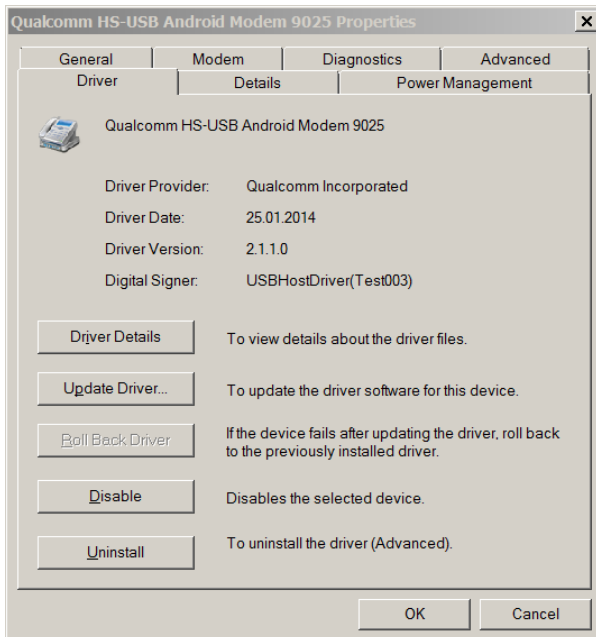 Qualcomm HS-USB Android Modem 9025 Properties
General Modem Diagnostics Advanced
Driver Details Power Management
Qualcomm HS-USB Android Modem 9025
Driver Provider: Qualcomm Incorporated
Driver Date: 25.01.2014
Driver Version: 2.1.1.0
Digital Signer: USBHostDriver(Test003)
Driver Details To view details about the driver files.
Update Driver... To update the driver software for this device.
Roll Back Driver If the device fails after updating the driver, roll back
to the previously installed driver.
Disable Disables the selected device.
Uninstall To uninstall the driver (Advanced).
OK Cancel